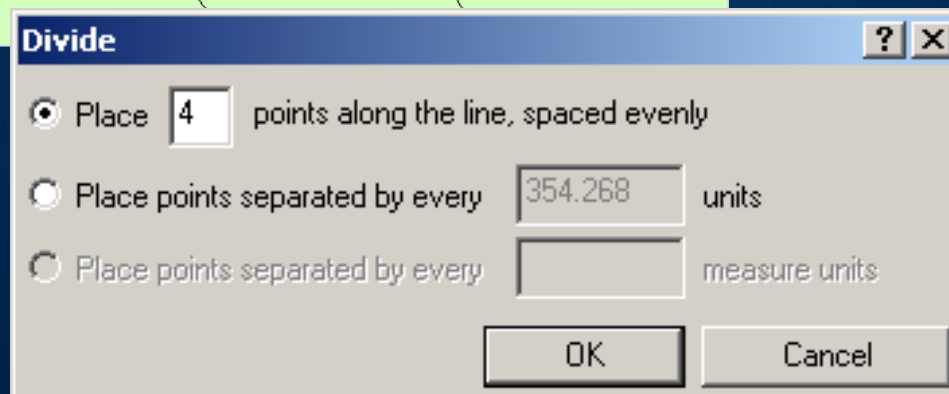 Divide
Place 4 points along the line, spaced evenly
Place points separated by every 354.268 units
Place points separated by every measure units
OK Cancel